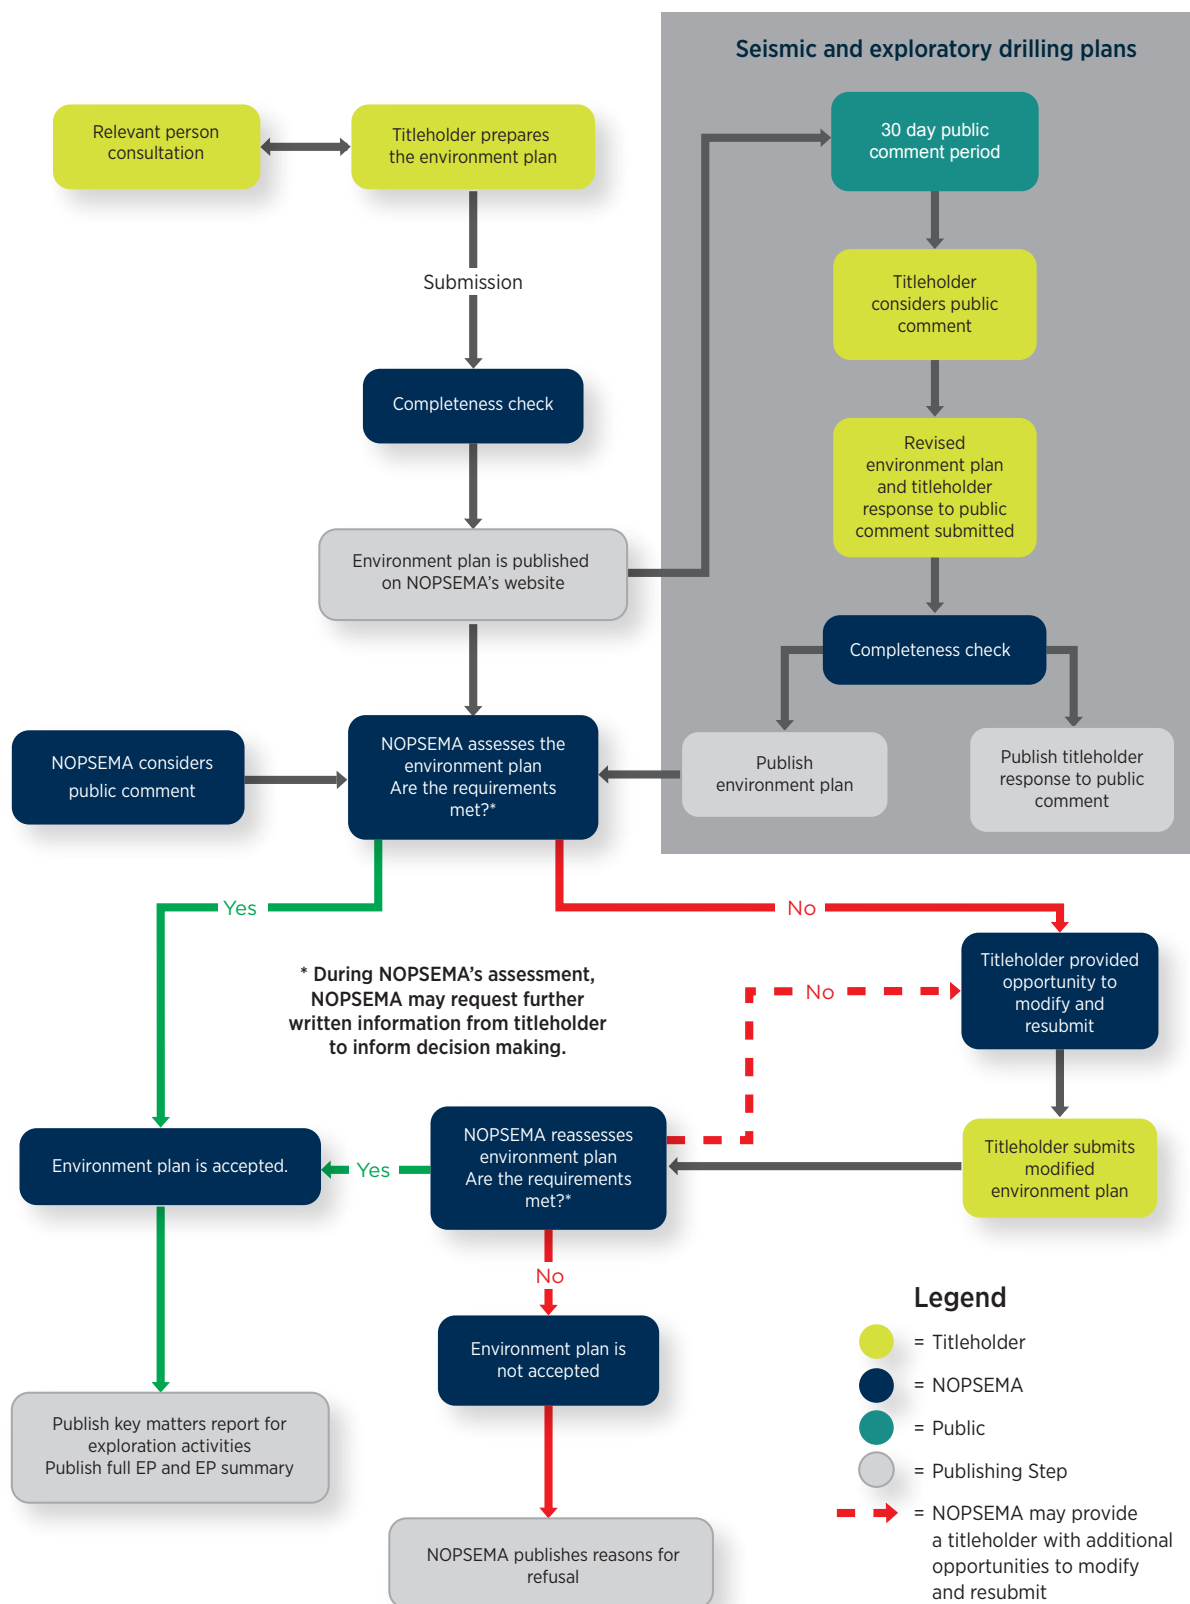 Seismic and exploratory drilling plans
Relevant person
consultation
Titleholder prepares
the environment plan
30 day public
comment period
Submission
Titleholder
considers public
comment
Completeness check
Revised
environment plan
and titleholder
response to public
comment submitted
Environment plan is published
on NOPSEMA's website
Completeness check
NOPSEMA considers
public comment
NOPSEMA assesses the
environment plan
Are the requirements
met?*
Publish
environment plan
Publish titleholder
response to public
comment
Yes
No
* During NOPSEMA's assessment,
NOPSEMA may request further
written information from titleholder
to inform decision making.
Titleholder provided
opportunity to
modify and
resubmit
No
Environment plan is accepted.
Yes
NOPSEMA reassesses
environment plan
Are the requirements
met?*
Titleholder submits
modified
environment plan
No
Environment plan is
not accepted
Publish key matters report for
exploration activities
Publish full EP and EP summary
NOPSEMA publishes reasons for
refusal
Legend
= Titleholder
= NOPSEMA
= Public
= Publishing Step
= NOPSEMA may provide
a titleholder with additional
opportunities to modify
and resubmit